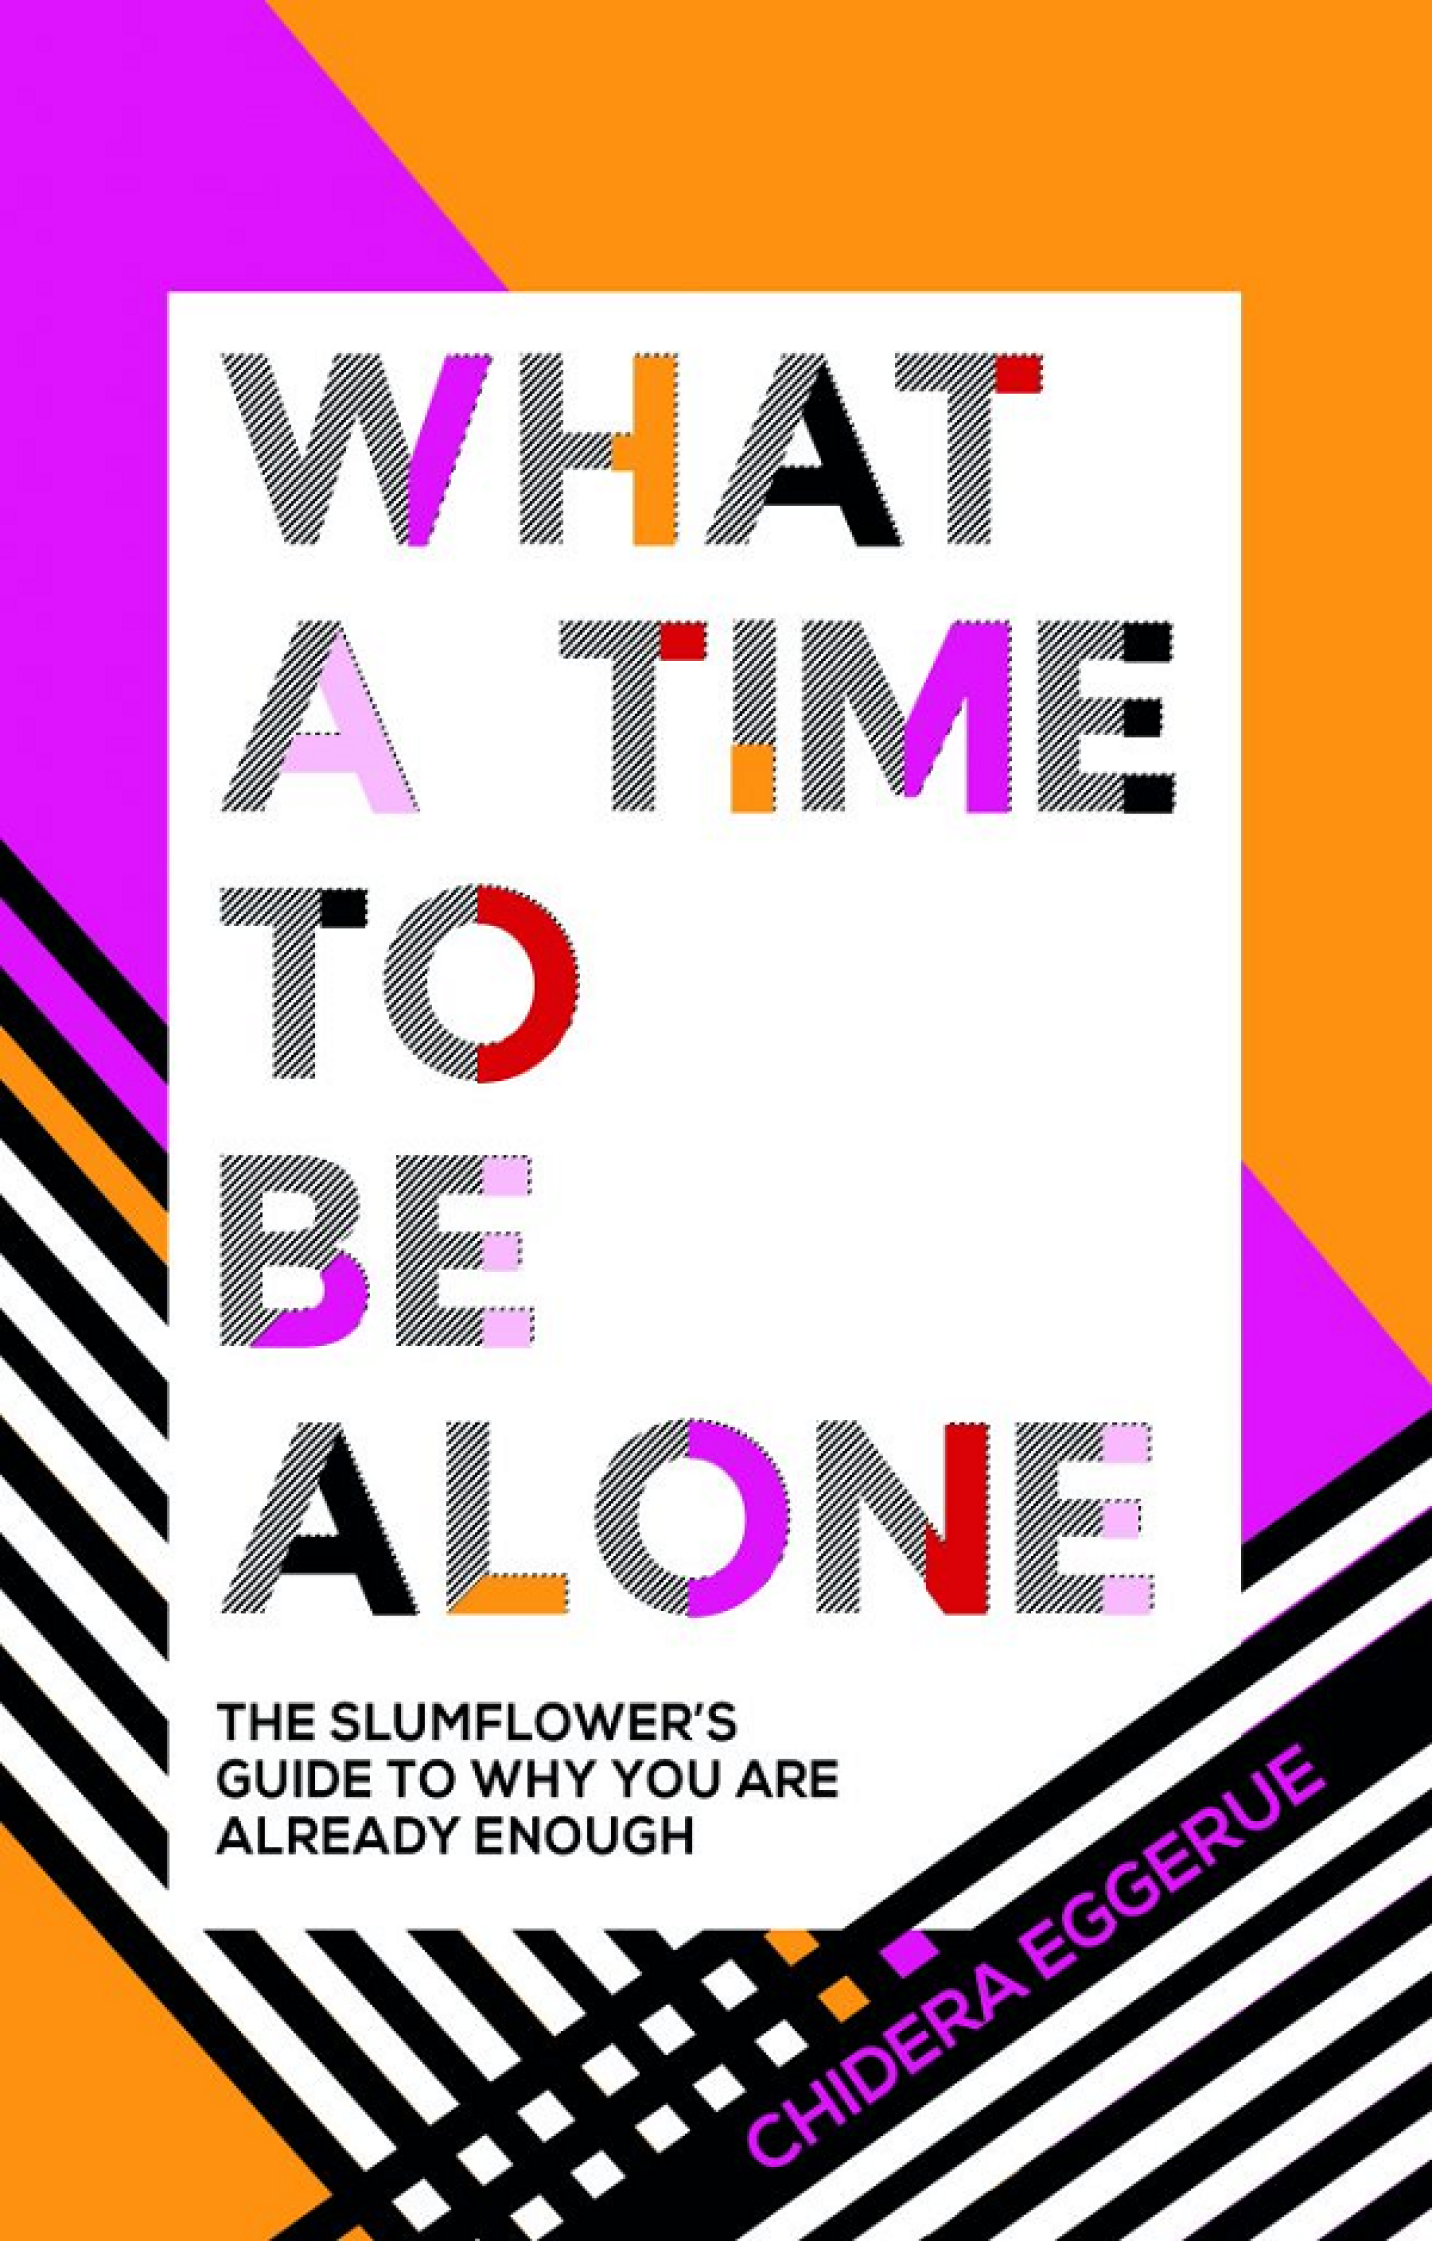 WHAT
A TIME
TO
BE
ALONE
THE SLUMFLOWER'S
GUIDE TO WHY YOU ARE
ALREADY ENOUGH
CHIDERA EGGERUE